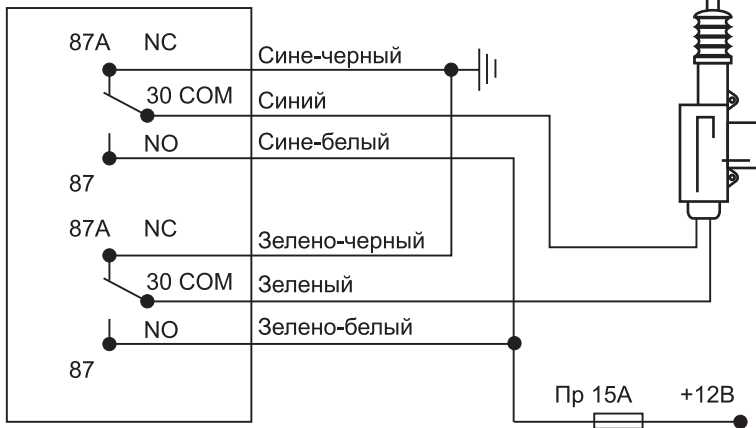 87A NC
Сине-черный
30 COM
Синий
NO
Сине-белый
87
87A NC
Зелено-черный
30 COM
Зеленый
NO
Зелено-белый
87
Пр 15А +12В